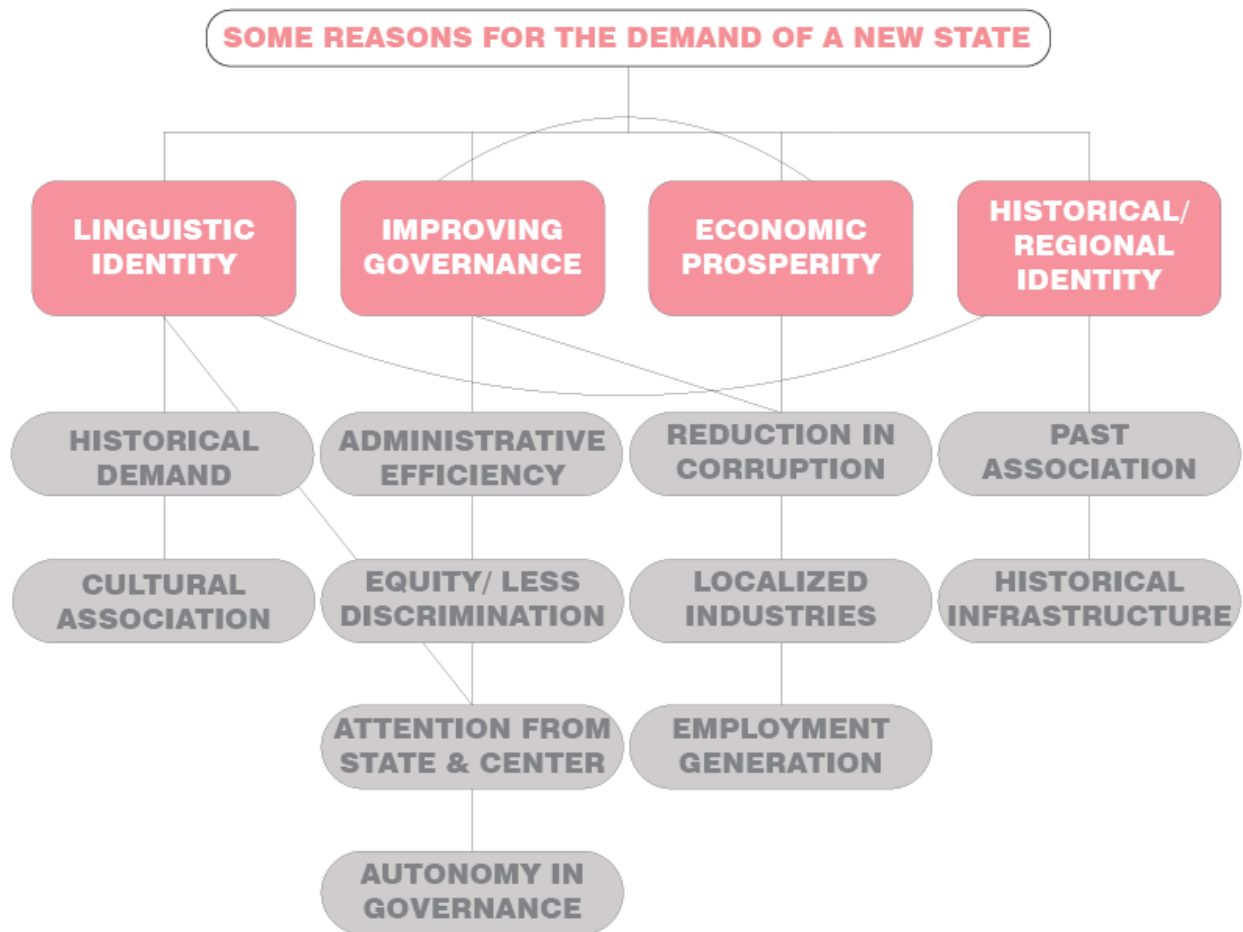 SOME REASONS FOR THE DEMAND OF A NEW STATE
LINGUISTIC
IDENTITY
IMPROVING
GOVERNANCE
ECONOMIC
PROSPERITY
HISTORICAL/
REGIONAL
IDENTITY
HISTORICAL
DEMAND
ADMINISTRATIVE
EFFICIENCY
REDUCTION IN
CORRUPTION
PAST
ASSOCIATION
CULTURAL
ASSOCIATION
EQUITY/ LESS
DISCRIMINATION
LOCALIZED
INDUSTRIES
HISTORICAL
INFRASTRUCTURE
ATTENTION FROM
STATE & CENTER
EMPLOYMENT
GENERATION
AUTONOMY IN
GOVERNANCE